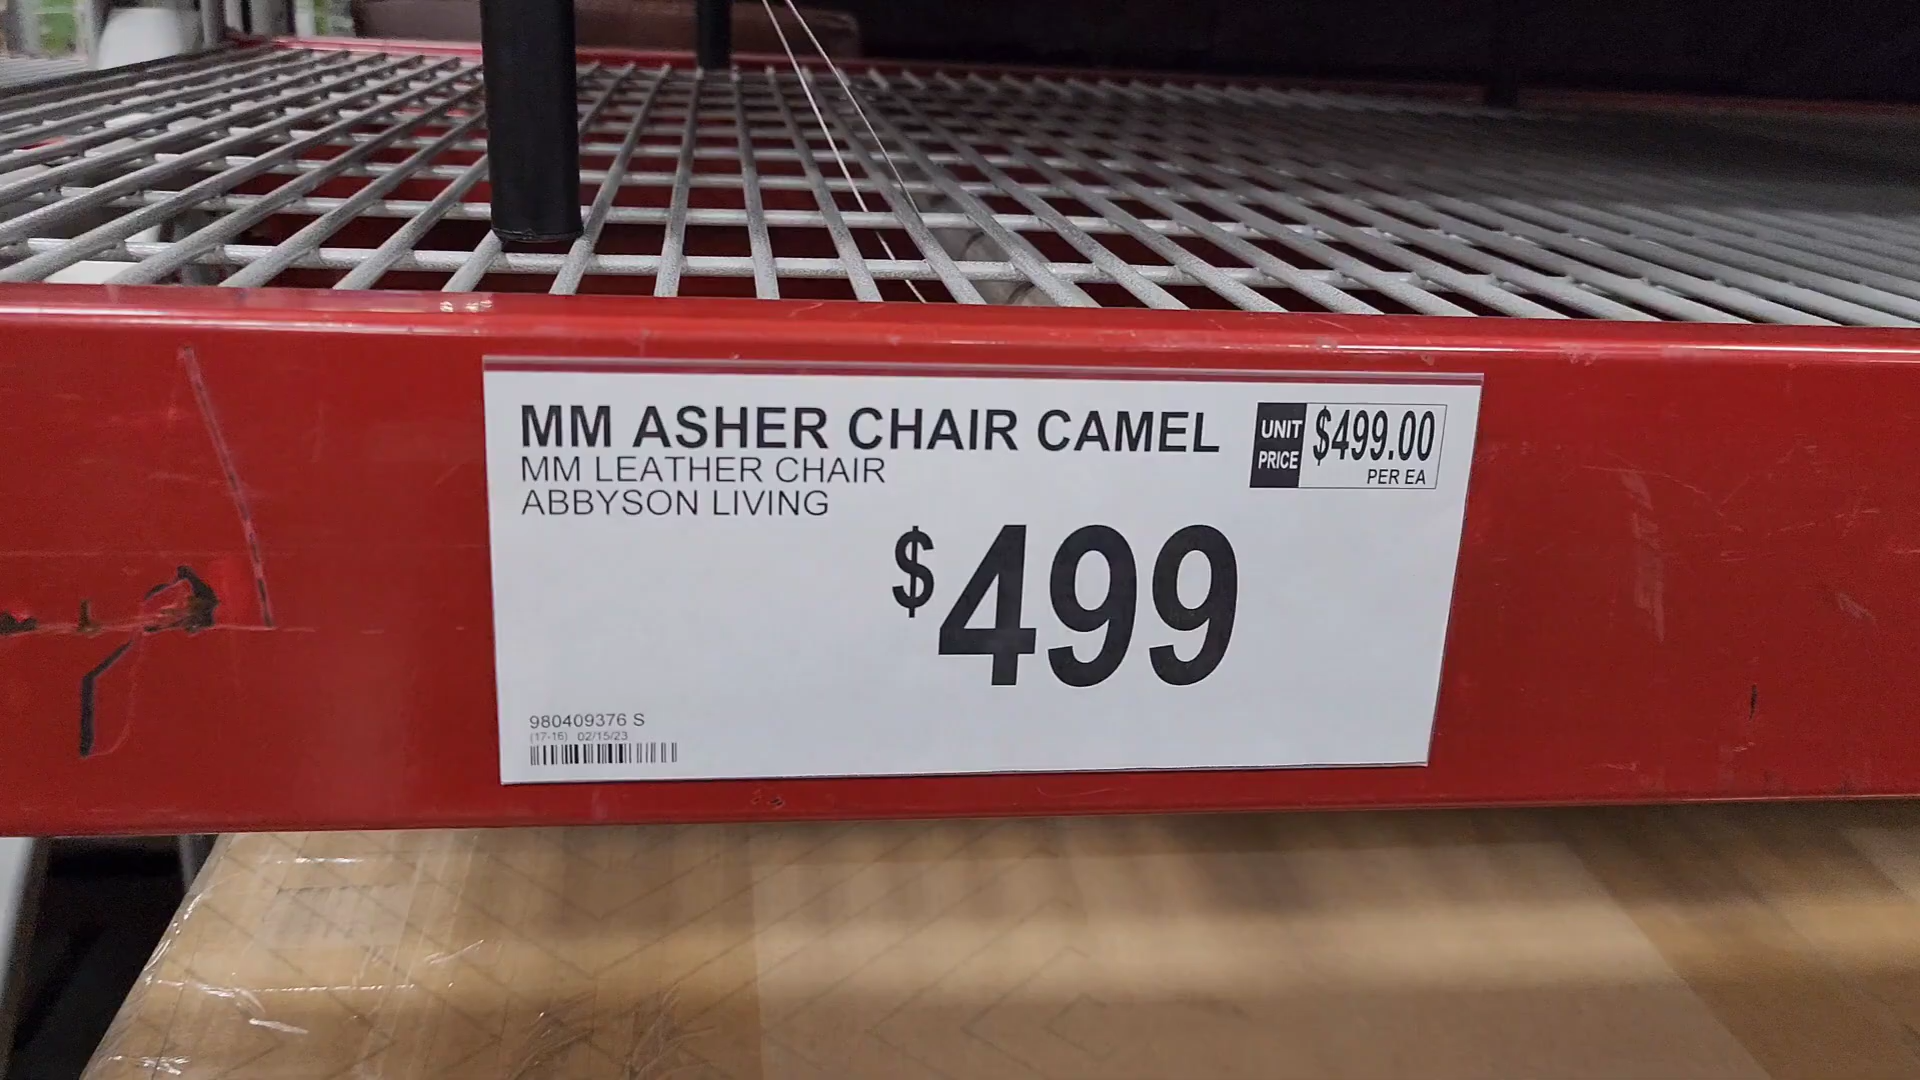 MM ASHER CHAIR CAMEL
MM LEATHER CHAIR
ABBYSON LIVING
UNIT
PRICE
$499.00
PER EA
$499
980409376 S
(17-16) 02/15/23